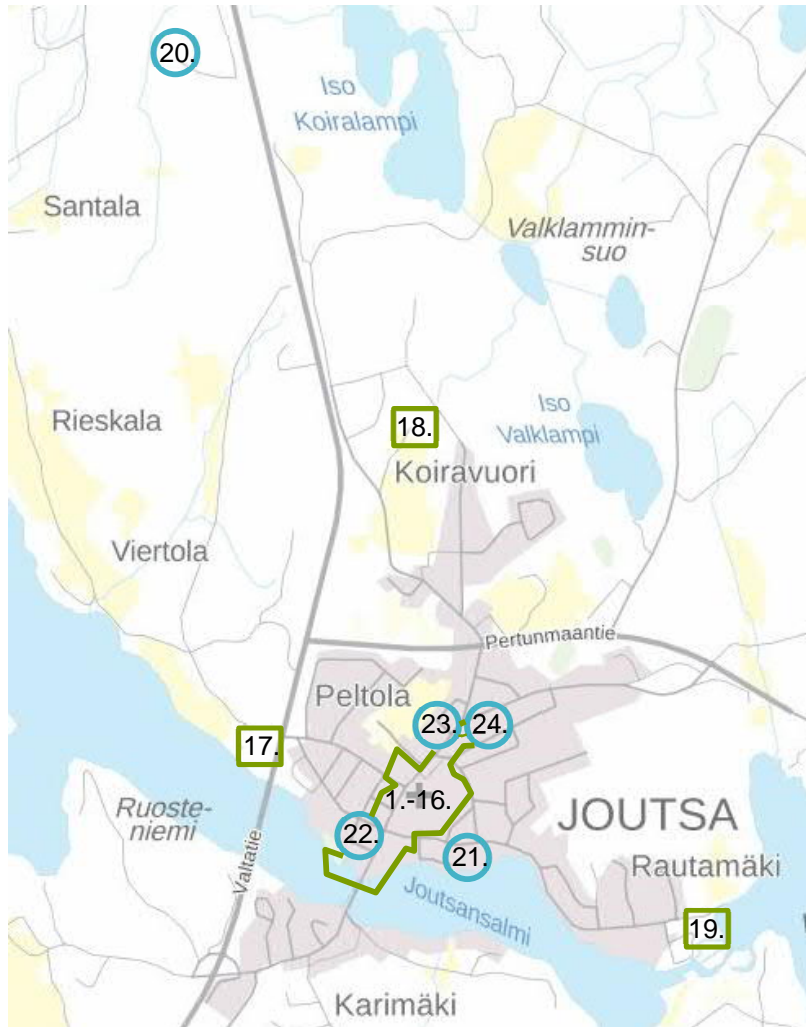 20.
Iso
Koiralampi
Santala
Valklammin-
suo
Rieskala
18.
Iso
Valklampi
Koiravuori
Viertola
Pertunmaantie
Peltola
23.
24.
17.
1.-16.
Ruoste-
niemi
JOUTSA
22.
21.
Valtatie
Rautamäki
Joutsansalmi
19.
Karimäki